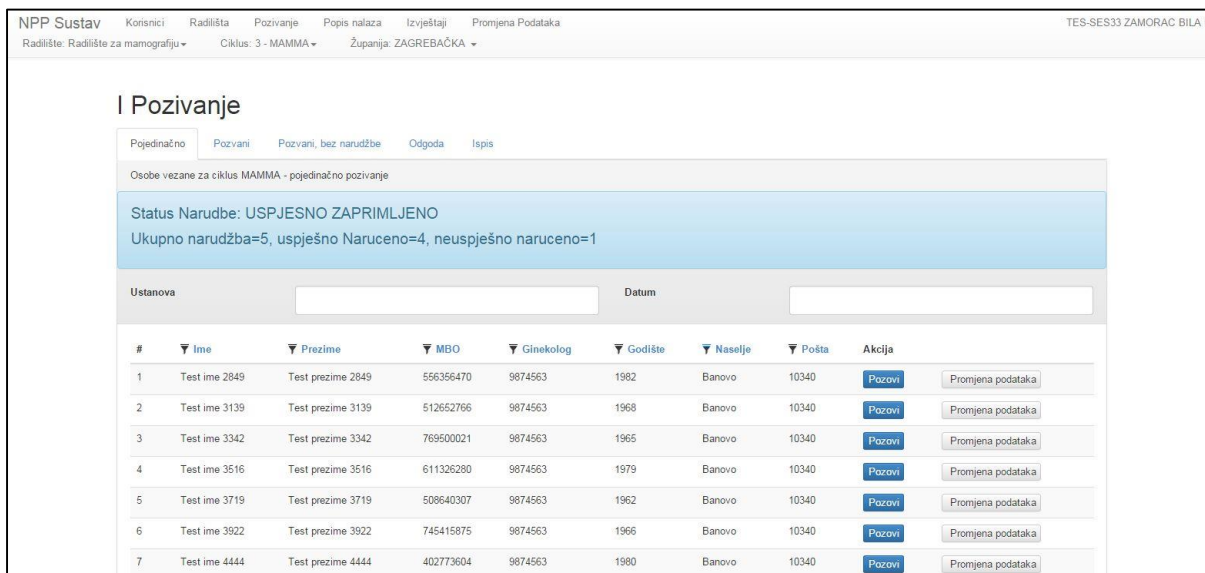 NPP Sustav Korisnici Radilišta Pozivanje Popis nalaza Izvještaji Promjena Podataka TES-SES33 ZAMORAC BILA
Radilište: Radilište za mamografiju Ciklus: 3 - MAMMA Županija: ZAGREBAČKA
I Pozivanje
Pojedinačno Pozvani Pozvani, bez narudžbe Odgoda Ispis
Osobe vezane za ciklus MAMMA - pojedinačno pozivanje
Status Narudbe: USPJESNO ZAPRIMLJENO
Ukupno narudžba=5, uspješno Naruceno=4, neuspješno naruceno=1
Ustanova Datum
# Ime Prezime MBO Ginekolog Godište Naselje Pošta Akcija
1 Test ime 2849 Test prezime 2849 556356470 9874563 1982 Banovo 10340 Pozovi Promjena podataka
2 Test ime 3139 Test prezime 3139 512652766 9874563 1968 Banovo 10340 Pozovi Promjena podataka
3 Test ime 3342 Test prezime 3342 769500021 9874563 1965 Banovo 10340 Pozovi Promjena podataka
4 Test ime 3516 Test prezime 3516 611326280 9874563 1979 Banovo 10340 Pozovi Promjena podataka
5 Test ime 3719 Test prezime 3719 508640307 9874563 1962 Banovo 10340 Pozovi Promjena podataka
6 Test ime 3922 Test prezime 3922 745415875 9874563 1966 Banovo 10340 Pozovi Promjena podataka
7 Test ime 4444 Test prezime 4444 402773604 9874563 1980 Banovo 10340 Pozovi Promjena podataka